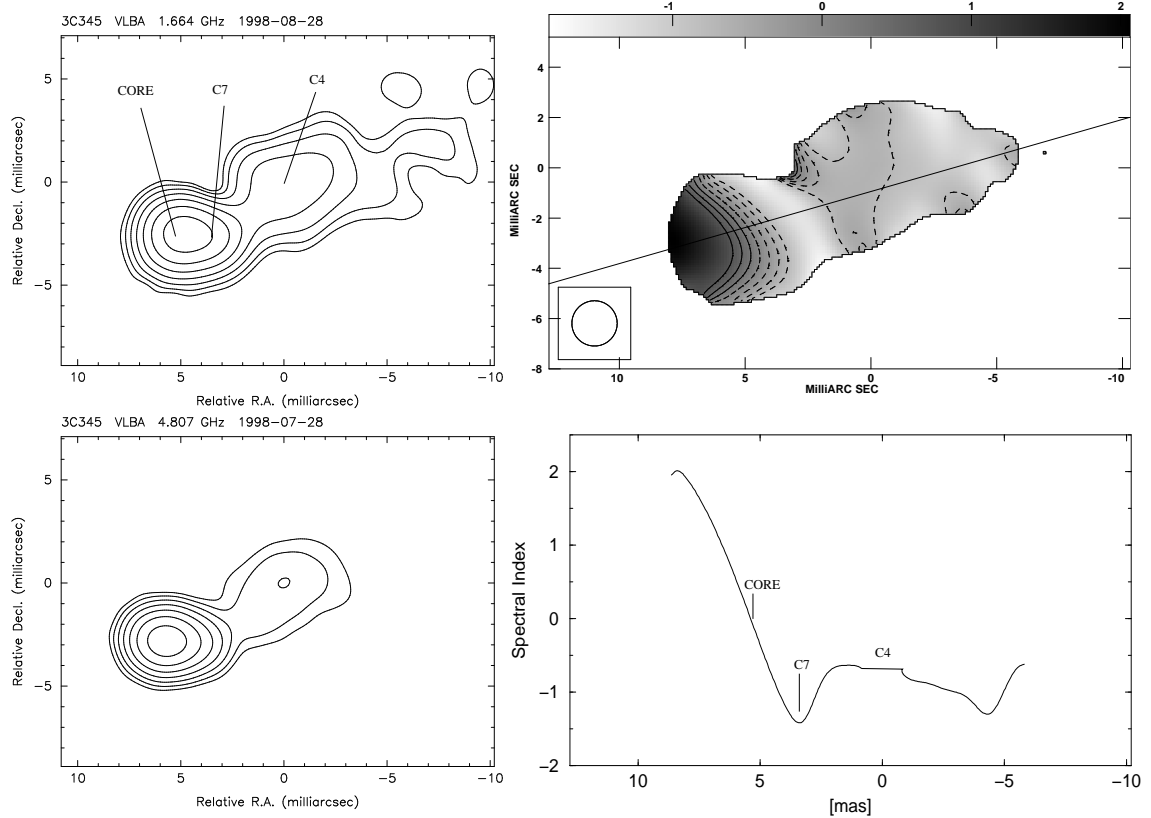 3C345 VLBA 1.664 GHz 1998-08-28
CORE
C7
C4
Relative Decl. (milliarcsec)
5
0
−5
10 5 0 −5 −10
Relative R.A. (milliarcsec)
-1 0 1 2
MilliARC SEC
4
2
0
-2
-4
-6
-8
10 5 0 -5 -10
MilliARC SEC
3C345 VLBA 4.807 GHz 1998-07-28
Relative Decl. (milliarcsec)
5
0
−5
10 5 0 −5 −10
Relative R.A. (milliarcsec)
Spectral Index
2
1
0
−1
−2
CORE
C7
C4
10 5 0 −5 −10
[mas]